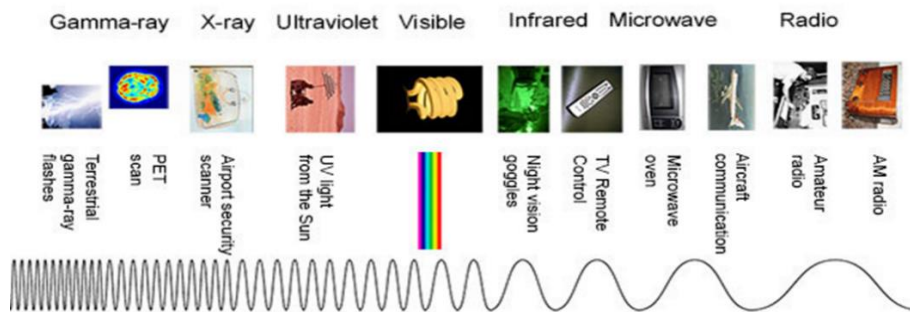 Gamma-ray X-ray Ultraviolet Visible Infrared Microwave Radio
Terrestrial
gamma-ray
flashes
PET
scan
Airport security
scanner
UV light
from the Sun
Night vision
goggles
TV Remote
Control
Microwave
oven
Aircraft
communication
Amateur
radio
AM radio